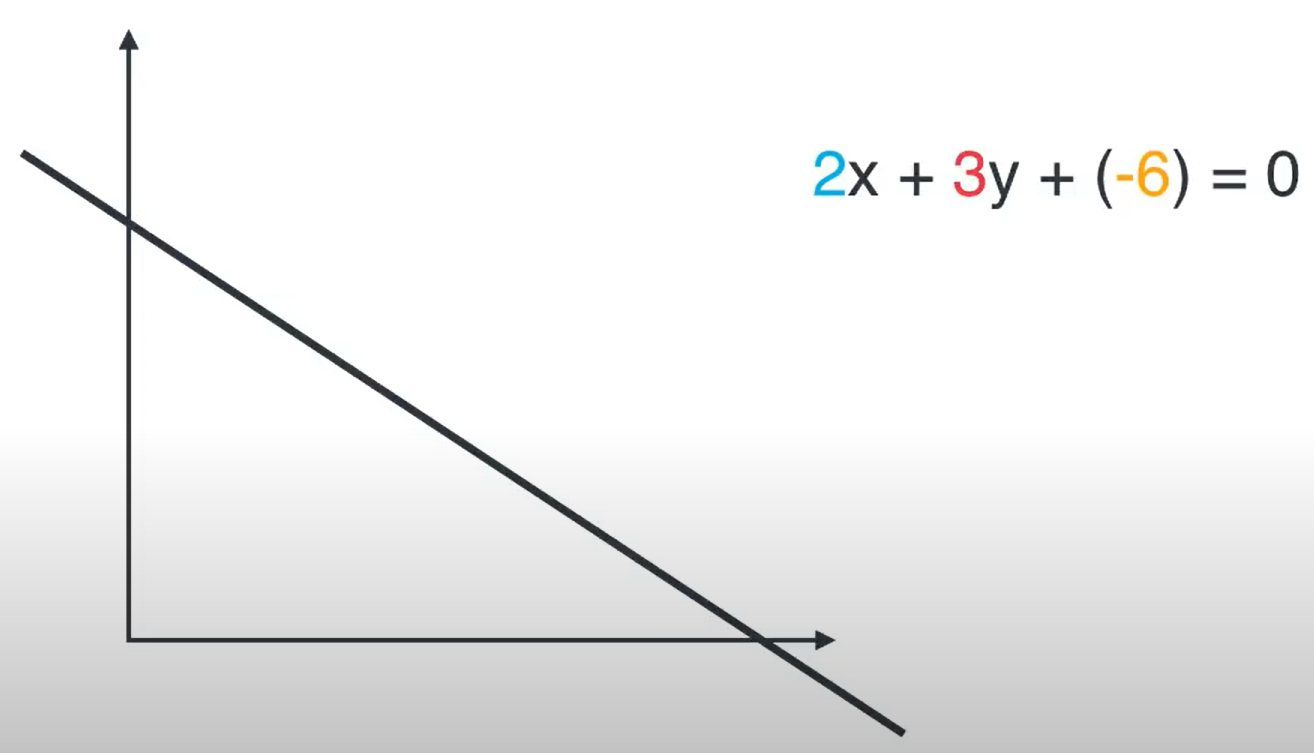 2x + 3y + (-6) = 0